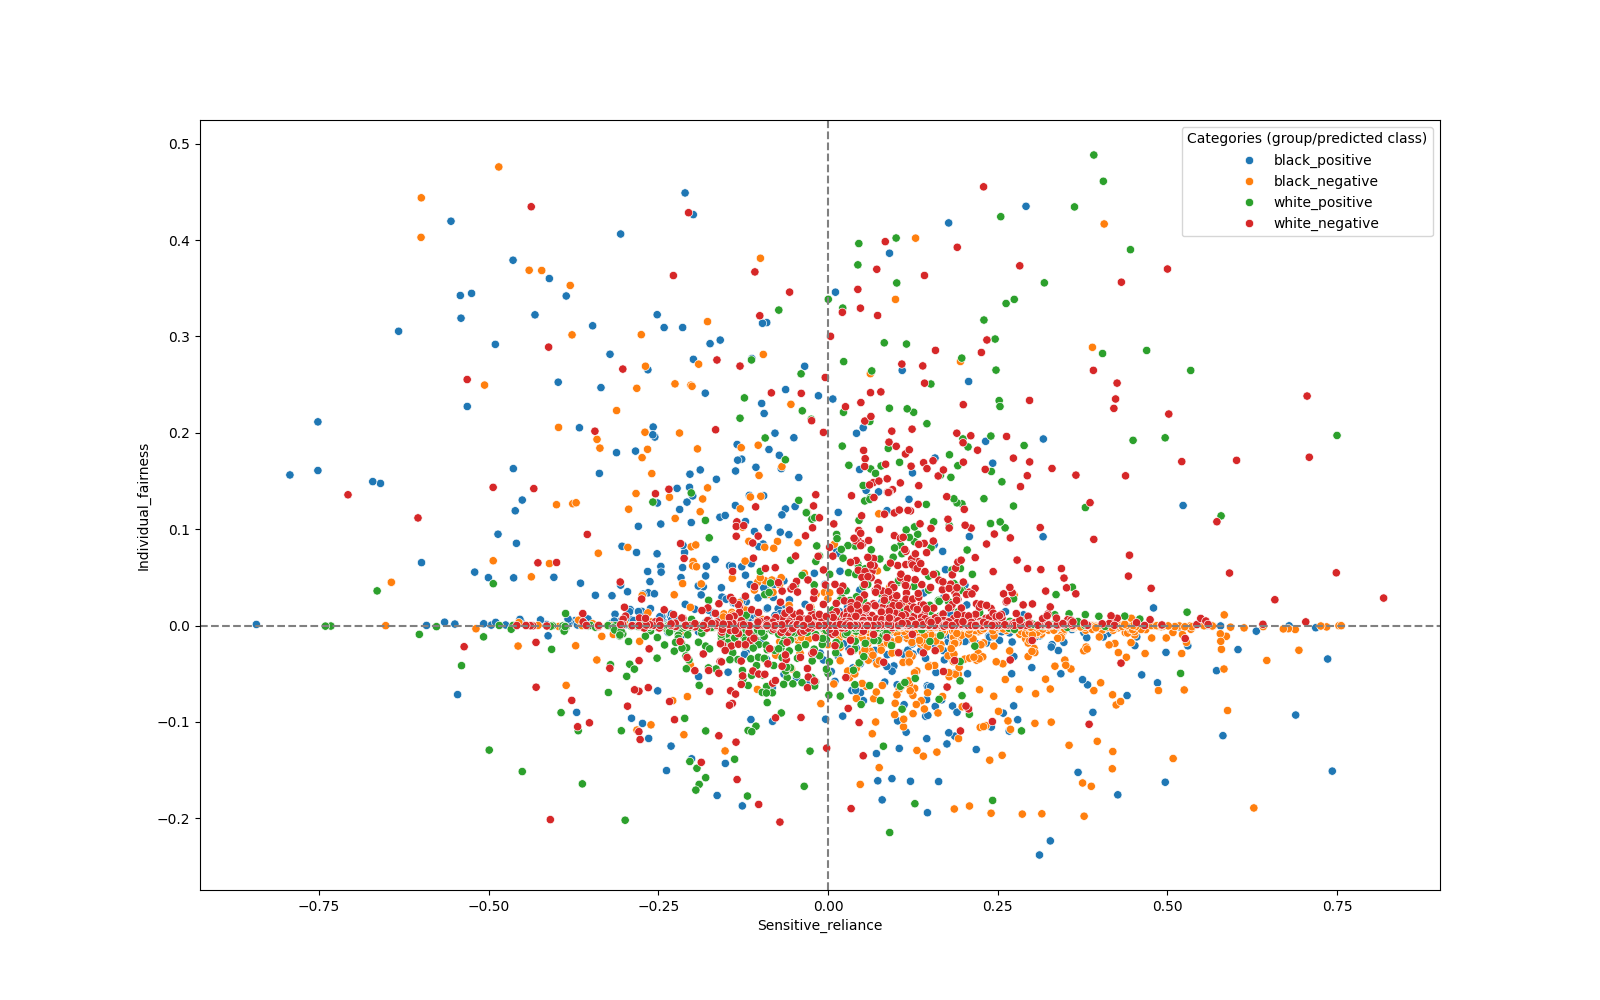 Categories (group/predicted class)
black_positive
black_negative
white_positive
white_negative
0.5
0.4
0.3
0.2
0.1
0.0
−0.1
−0.2
Individual_fairness
−0.75
−0.50
−0.25
0.00
0.25
0.50
0.75
Sensitive_reliance